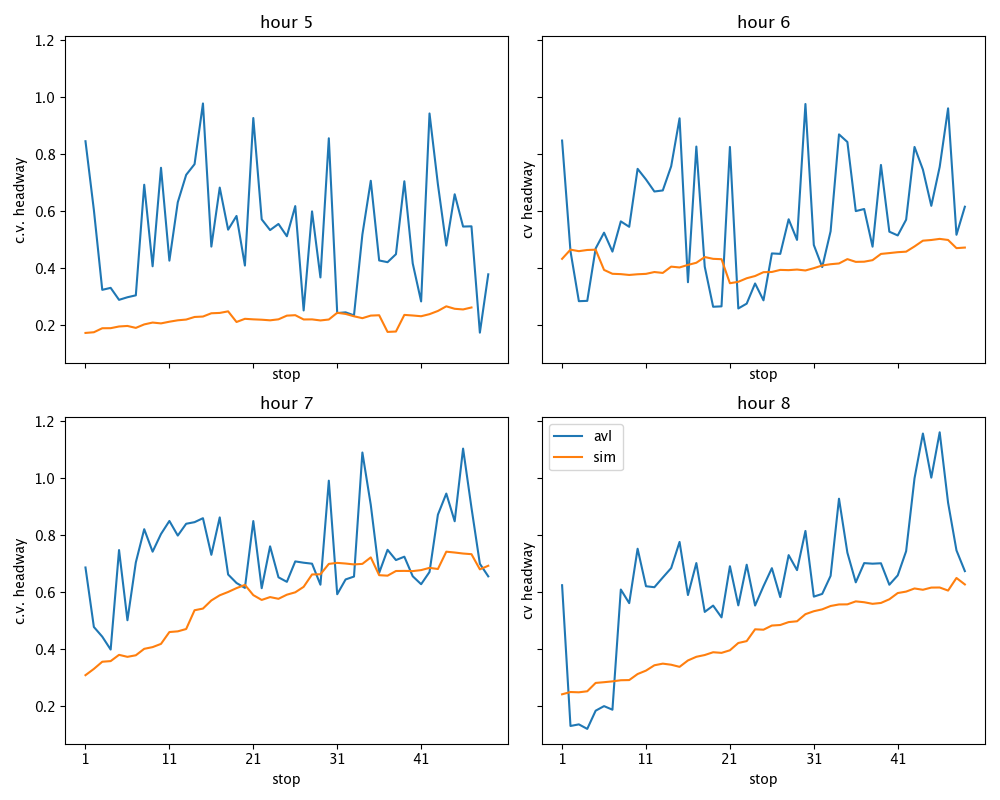 hour 5
hour 6
1.2
1.0
0.8
0.6
0.4
0.2
c.v. headway
cv headway
stop
stop
hour 7
hour 8
1.2
1.0
0.8
0.6
0.4
0.2
c.v. headway
cv headway
avl
sim
1 11 21 31 41
1 11 21 31 41
stop
stop